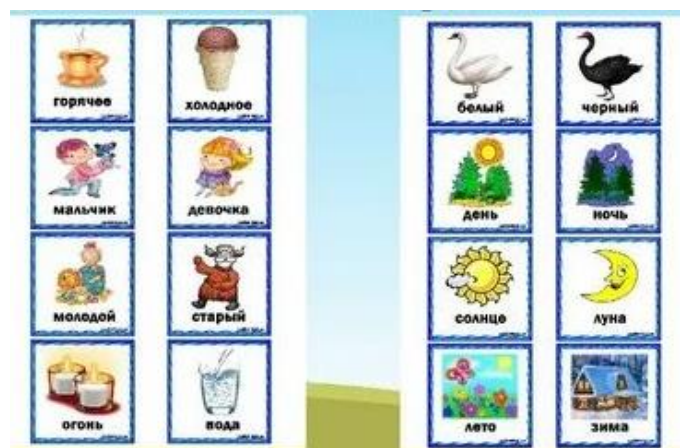 горячее
холодное
мальчик
девочка
молодой
старый
огонь
вода
белый
черный
день
ночь
солнце
луна
лето
зима